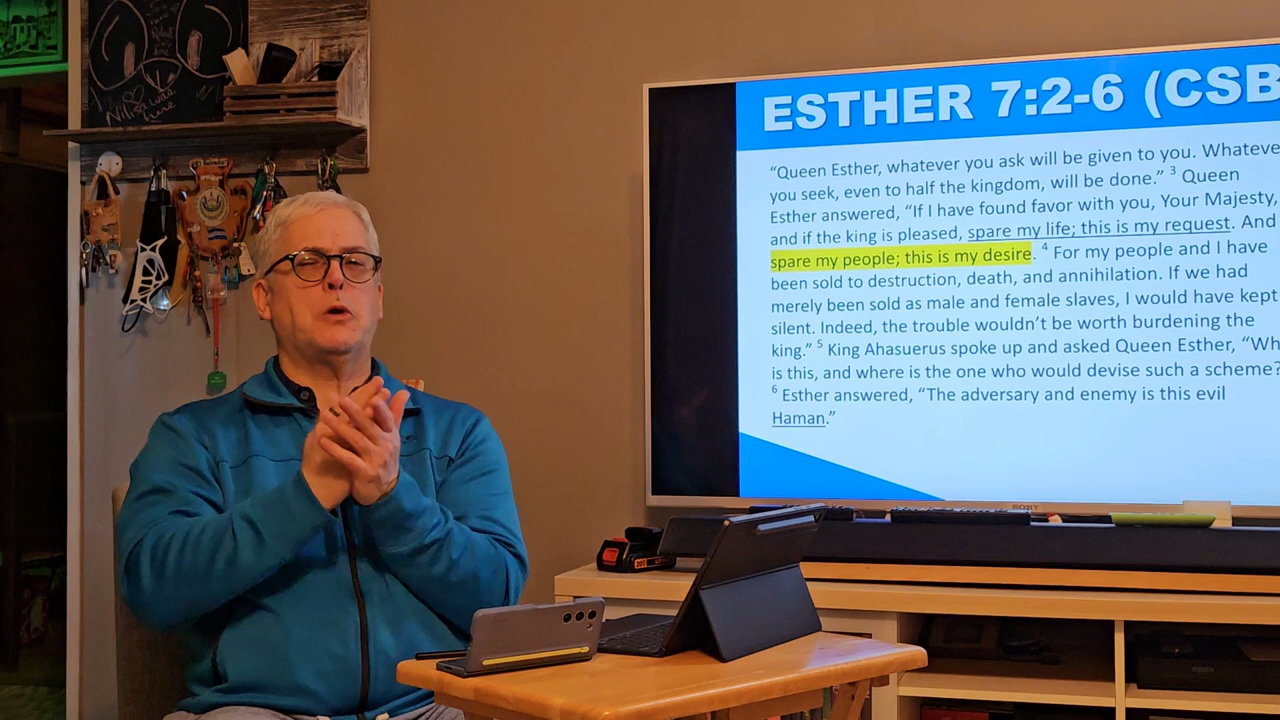 Nilsa was
here
ESTHER 7:2-6 (CSB
“Queen Esther, whatever you ask will be given to you. Whateve
you seek, even to half the kingdom, will be done.” 3 Queen
Esther answered, “If I have found favor with you, Your Majesty,
and if the king is pleased, spare my life; this is my request. And
spare my people; this is my desire. 4 For my people and I have
been sold to destruction, death, and annihilation. If we had
merely been sold as male and female slaves, I would have kept
silent. Indeed, the trouble wouldn’t be worth burdening the
king.” 5 King Ahasuerus spoke up and asked Queen Esther, “Wh
is this, and where is the one who would devise such a scheme?
6 Esther answered, “The adversary and enemy is this evil
Haman.”
SONY